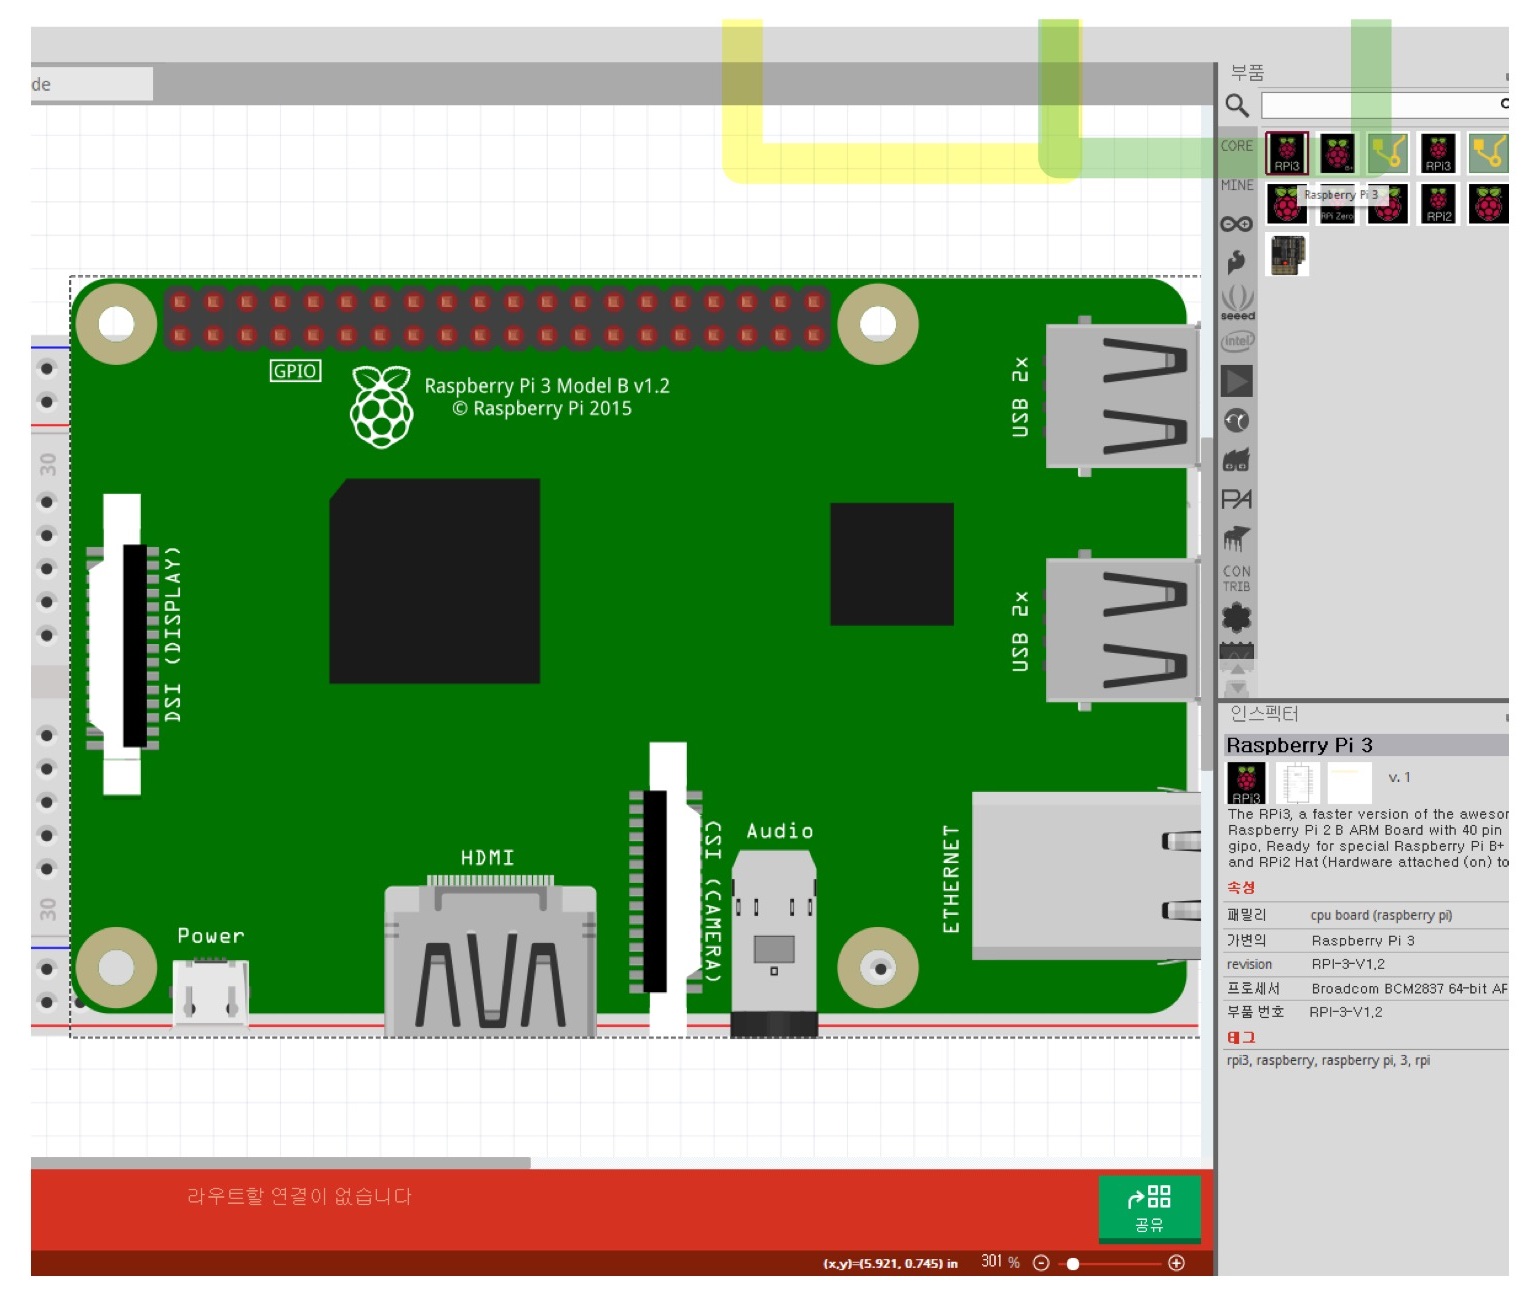 de
부품
CORE
MINE
RPi3
B+
RPi3
Raspberry Pi 3
RPi Zero
RPi2
seeed
intel
PA
CON
TRIB
GPIO
Raspberry Pi 3 Model B v1.2
© Raspberry Pi 2015
USB 2x
USB 2x
DSI (DISPLAY)
30
30
CSI (CAMERA)
Audio
HDMI
ETHERNET
Power
인스펙터
Raspberry Pi 3
RPi3
v. 1
The RPi3, a faster version of the aweso
Raspberry Pi 2 B ARM Board with 40 pin
gipo, Ready for special Raspberry Pi B+
and RPi2 Hat (Hardware attached (on) to
속성
패밀리 cpu board (raspberry pi)
가변의 Raspberry Pi 3
revision RPI-3-V1.2
프로세서 Broadcom BCM2837 64-bit AR
부품 번호 RPI-3-V1.2
태그
rpi3, raspberry, raspberry pi, 3, rpi
라우트할 연결이 없습니다
공유
(x,y)=(5.921, 0.745) in 301 %